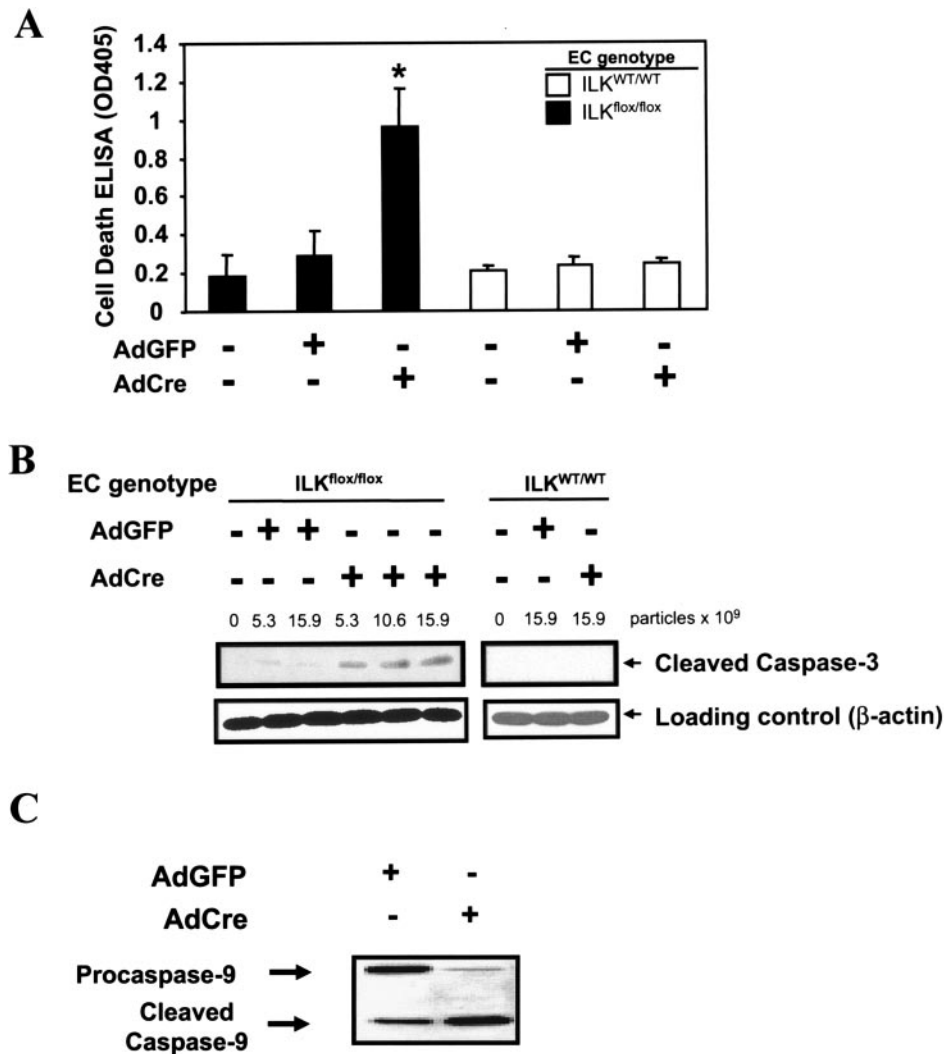 A
1.4
1.2
1
0.8
0.6
0.4
0.2
0
Cell Death ELISA (OD405)
*
EC genotype
ILK^WT/WT
ILK^flox/flox
AdGFP - + - - + -
AdCre - - + - - +
B
EC genotype ILK^flox/flox ILK^WT/WT
AdGFP - + + - - - - + -
AdCre - - - + + + - - +
0 5.3 15.9 5.3 10.6 15.9 0 15.9 15.9 particles x 10^9
Cleaved Caspase-3
Loading control (β-actin)
C
AdGFP + -
AdCre - +
Procaspase-9
Cleaved
Caspase-9